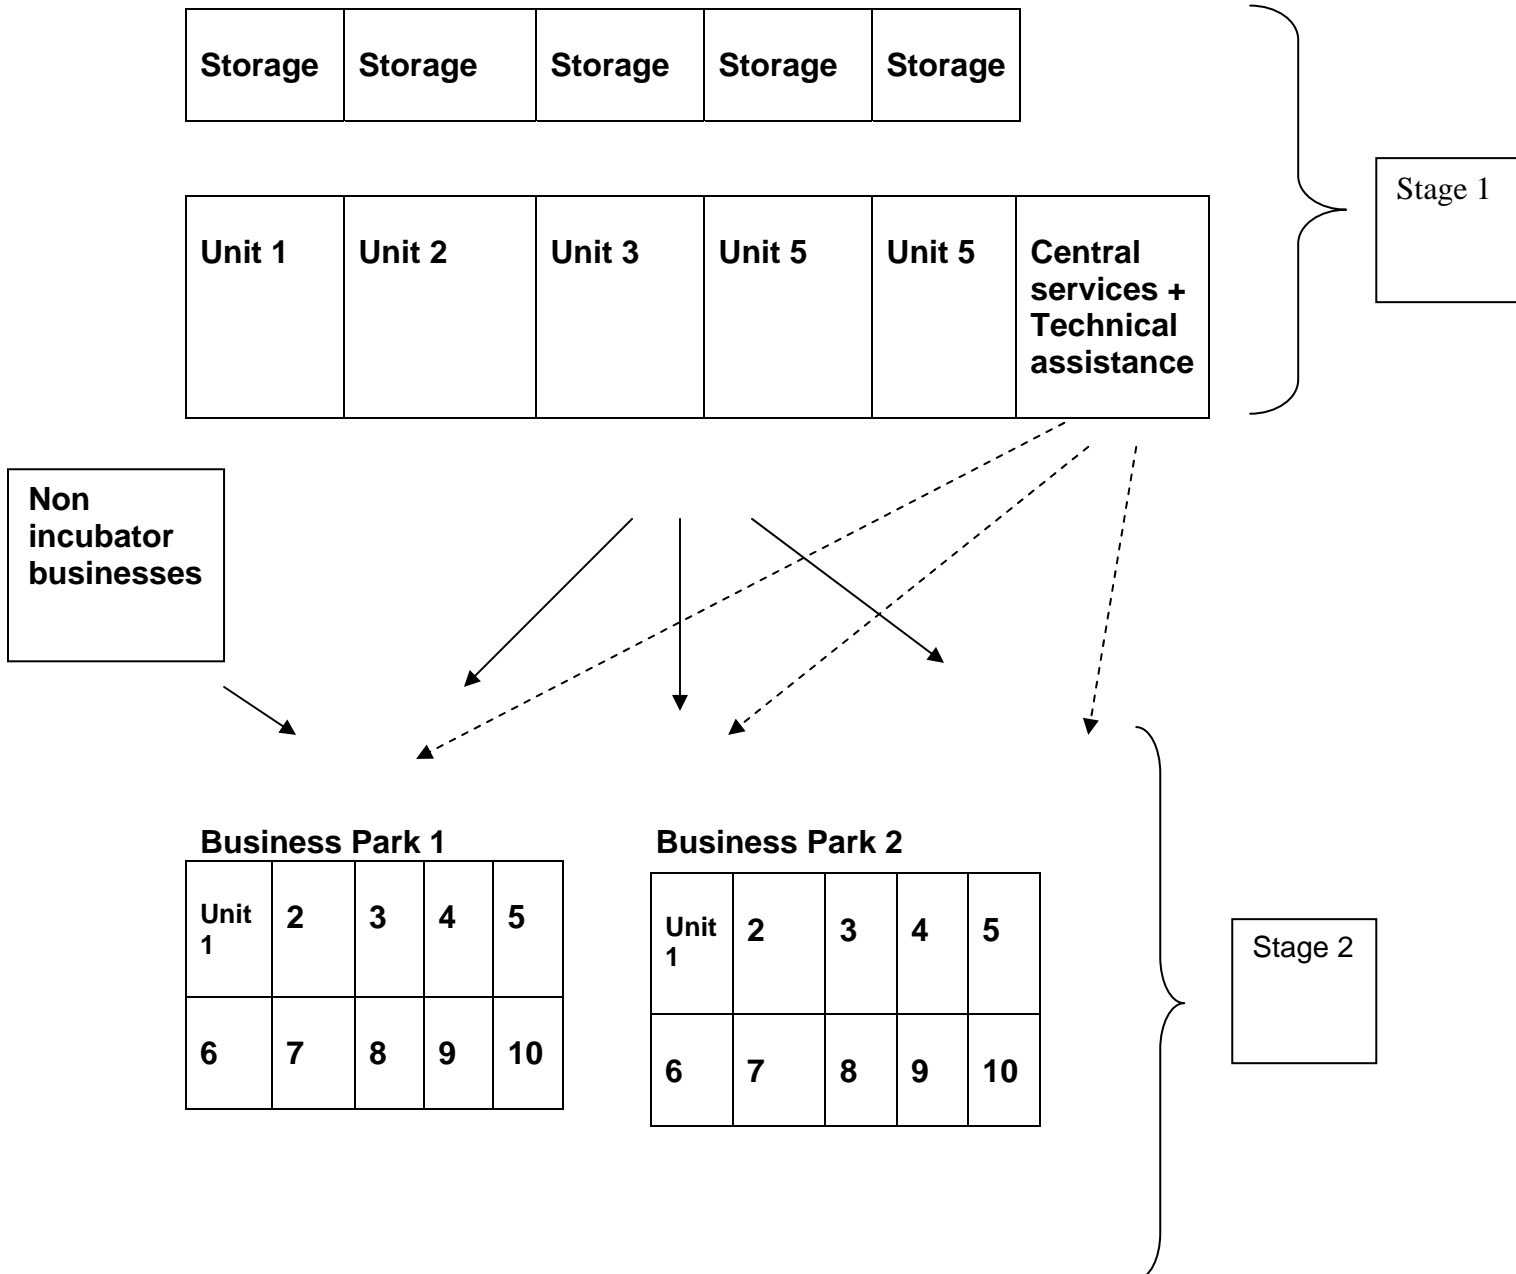 Storage Storage Storage Storage Storage
Stage 1
Unit 1 Unit 2 Unit 3 Unit 5 Unit 5
Central
services +
Technical
assistance
Non
incubator
businesses
Business Park 1
Unit
1
2 3 4 5
6 7 8 9 10
Business Park 2
Unit
1
2 3 4 5
6 7 8 9 10
Stage 2